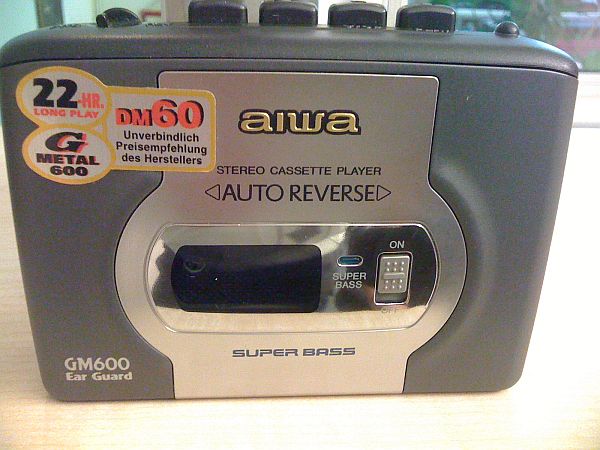 22-HR.
LONG PLAY
G
METAL
600
DM60
Unverbindlich
Preisempfehlung
des Herstellers
aiwa
STEREO CASSETTE PLAYER
AUTO REVERSE
ON
SUPER
BASS
OFF
SUPER BASS
GM600
Ear Guard